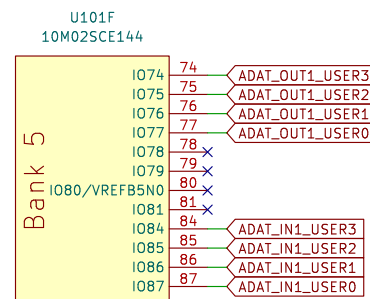 U101F
10M02SCE144
Bank 5
IO74 74 ADAT_OUT1_USER3
IO75 75 ADAT_OUT1_USER2
IO76 76 ADAT_OUT1_USER1
IO77 77 ADAT_OUT1_USER0
IO78 78
IO79 79
IO80/VREFB5N0 80
IO81 81
IO84 84 ADAT_IN1_USER3
IO85 85 ADAT_IN1_USER2
IO86 86 ADAT_IN1_USER1
IO87 87 ADAT_IN1_USER0